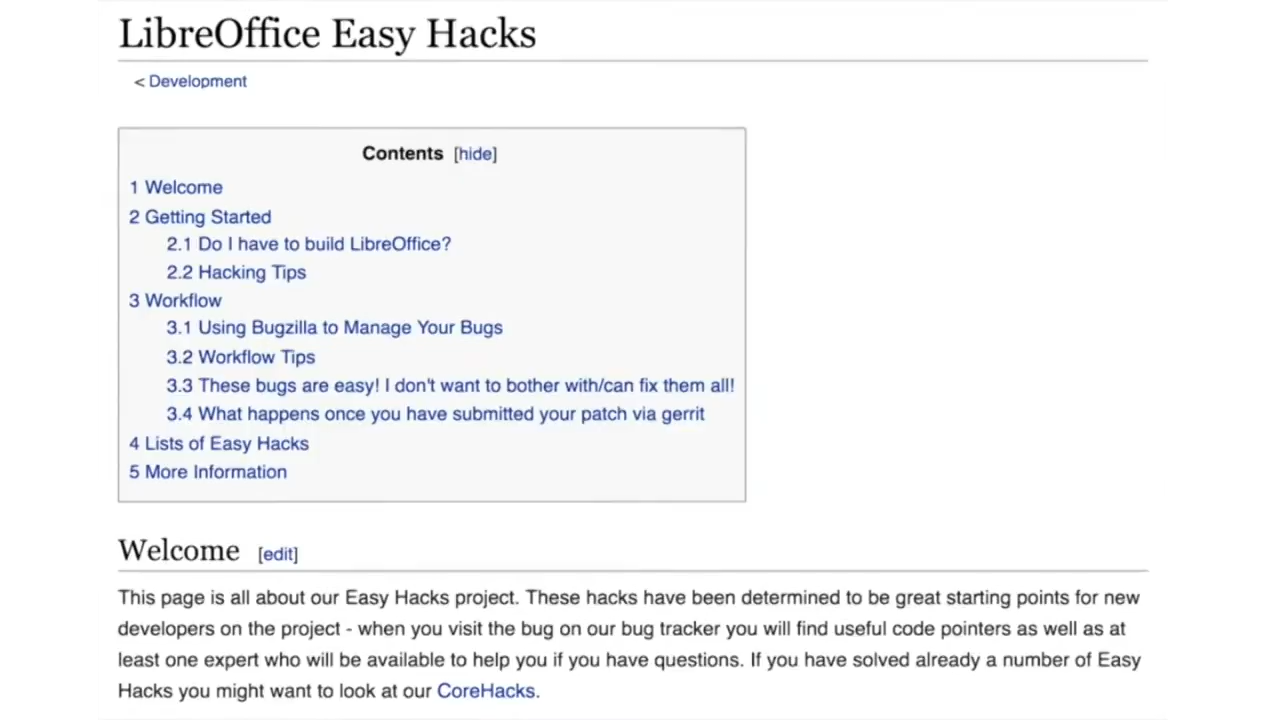 LibreOffice Easy Hacks
< Development
Contents [hide]
1 Welcome
2 Getting Started
2.1 Do I have to build LibreOffice?
2.2 Hacking Tips
3 Workflow
3.1 Using Bugzilla to Manage Your Bugs
3.2 Workflow Tips
3.3 These bugs are easy! I don't want to bother with/can fix them all!
3.4 What happens once you have submitted your patch via gerrit
4 Lists of Easy Hacks
5 More Information
Welcome [edit]
This page is all about our Easy Hacks project. These hacks have been determined to be great starting points for new
developers on the project - when you visit the bug on our bug tracker you will find useful code pointers as well as at
least one expert who will be available to help you if you have questions. If you have solved already a number of Easy
Hacks you might want to look at our CoreHacks.